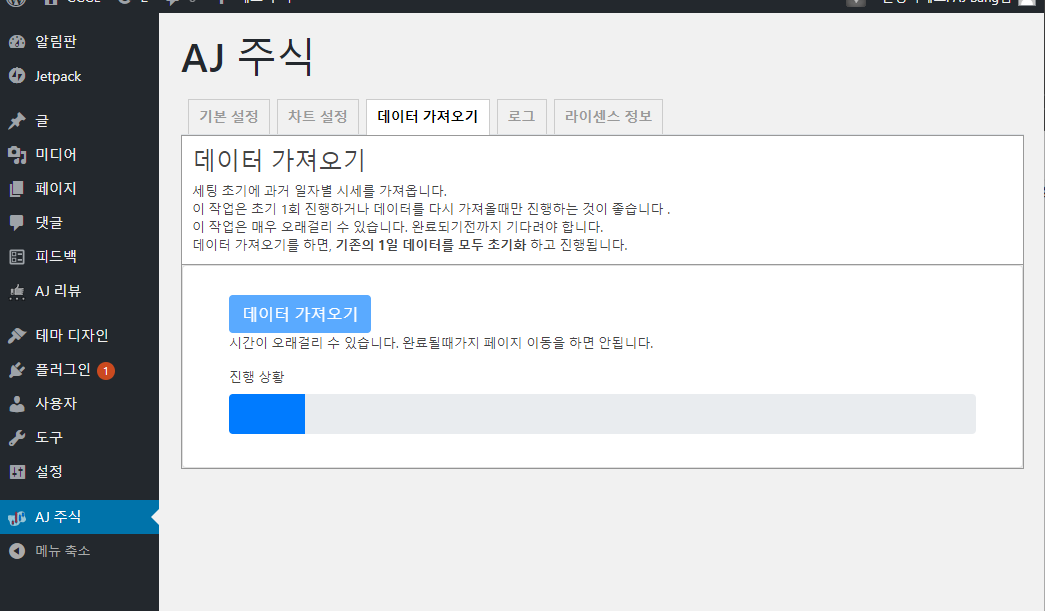 알림판
Jetpack
글
미디어
페이지
댓글
피드백
AJ 리뷰
테마 디자인
플러그인 1
사용자
도구
설정
AJ 주식
메뉴 축소
AJ 주식
기본 설정
차트 설정
데이터 가져오기
로그
라이센스 정보
데이터 가져오기
세팅 초기에 과거 일자별 시세를 가져옵니다.
이 작업은 초기 1회 진행하거나 데이터를 다시 가져올때만 진행하는 것이 좋습니다 .
이 작업은 매우 오래걸리 수 있습니다. 완료되기전까지 기다려야 합니다.
데이터 가져오기를 하면, 기존의 1일 데이터를 모두 초기화 하고 진행됩니다.
데이터 가져오기
시간이 오래걸리 수 있습니다. 완료될때가지 페이지 이동을 하면 안됩니다.
진행 상황